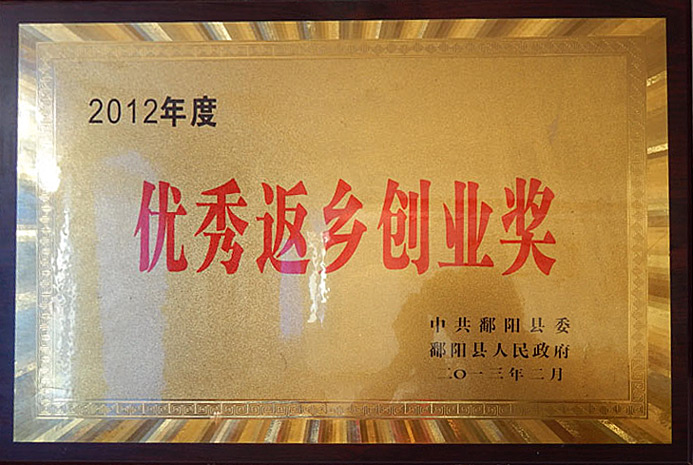 2012年度
优秀返乡创业奖
中共鄱阳县委
鄱阳县人民政府
二〇一三年二月